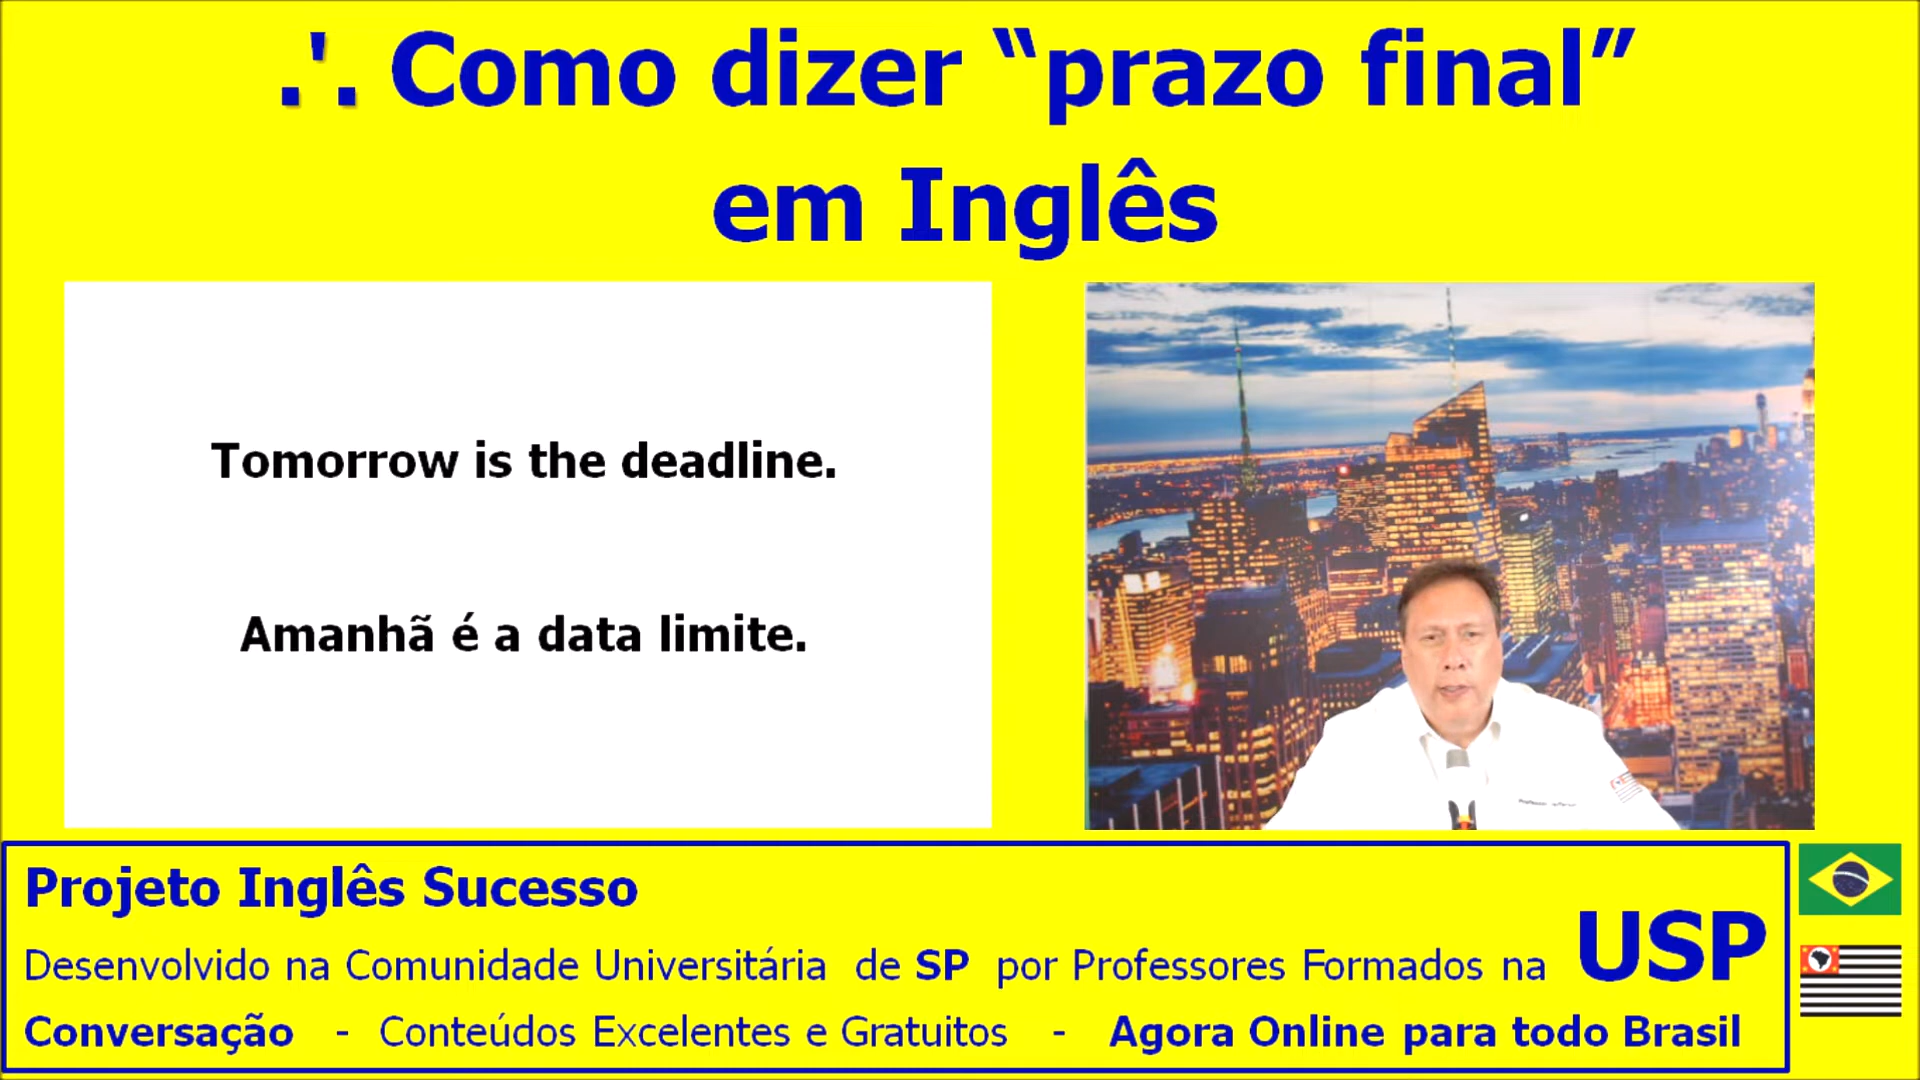 .'. Como dizer “prazo final”
em Inglês
Tomorrow is the deadline.
Amanhã é a data limite.
Projeto Inglês Sucesso
Desenvolvido na Comunidade Universitária de SP por Professores Formados na USP
Conversação - Conteúdos Excelentes e Gratuitos - Agora Online para todo Brasil